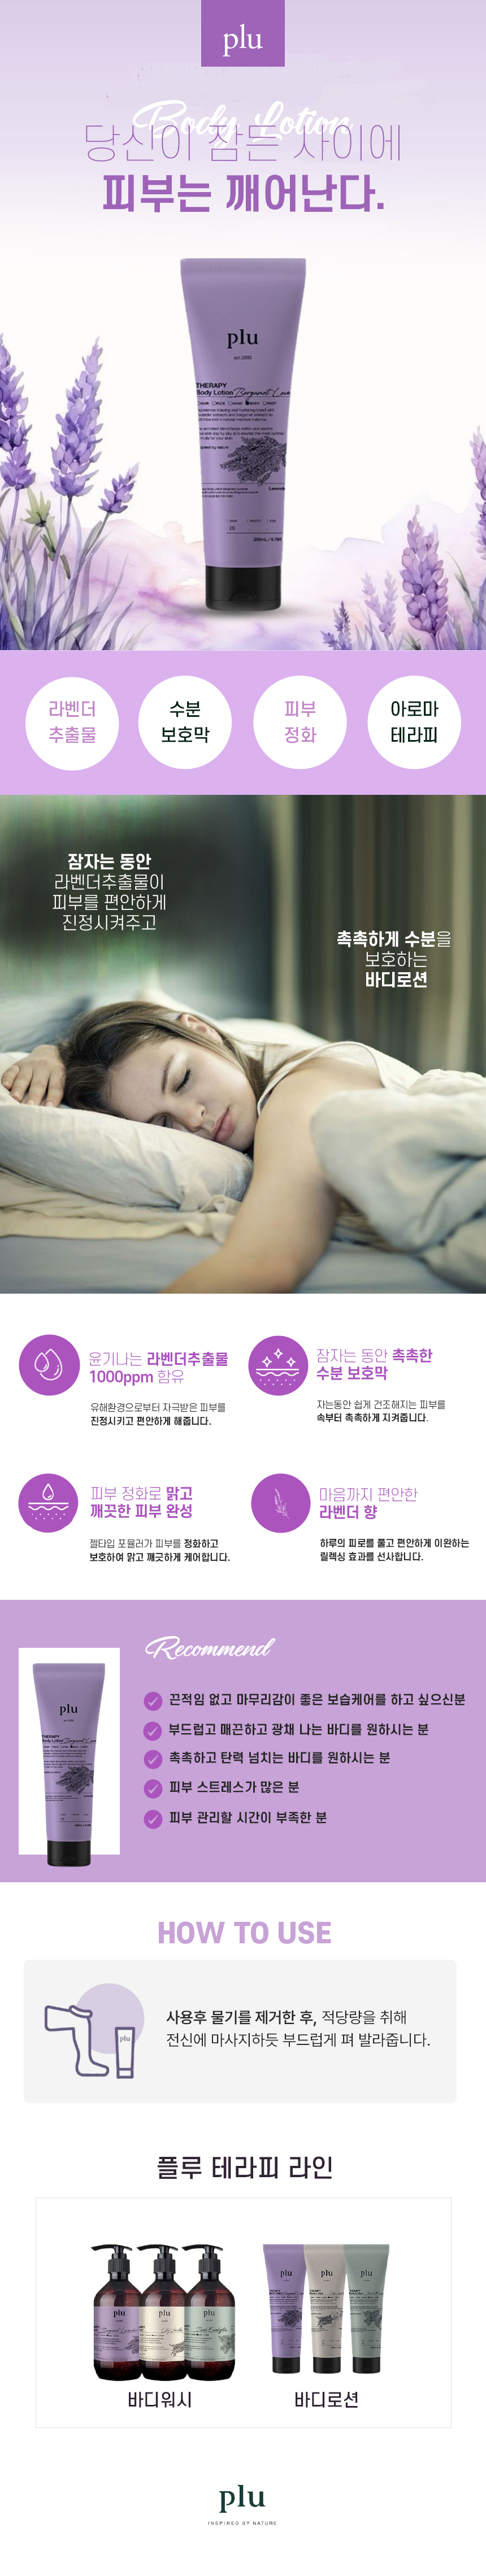 plu
Body Lotion
당신이 잠든 사이에
피부는 깨어난다.
plu
THERAPY
Body Lotion
라벤더
추출물
수분
보호막
피부
정화
아로마
테라피
잠자는 동안
라벤더추출물이
피부를 편안하게
진정시켜주고
촉촉하게 수분을
보호하는
바디로션
윤기나는 라벤더추출물
1000ppm 함유
유해환경으로부터 자극받은 피부를
진정시키고 편안하게 해줍니다.
잠자는 동안 촉촉한
수분 보호막
자는동안 쉽게 건조해지는 피부를
속부터 촉촉하게 지켜줍니다.
피부 정화로 맑고
깨끗한 피부 완성
젤타입 포뮬러가 피부를 정화하고
보호하여 맑고 깨끗하게 케어합니다.
마음까지 편안한
라벤더 향
하루의 피로를 풀고 편안하게 이완하는
릴렉싱 효과를 선사합니다.
Recommend
plu
끈적임 없고 마무리감이 좋은 보습케어를 하고 싶으신분
부드럽고 매끈하고 광채 나는 바디를 원하시는 분
촉촉하고 탄력 넘치는 바디를 원하시는 분
피부 스트레스가 많은 분
피부 관리할 시간이 부족한 분
HOW TO USE
plu
사용후 물기를 제거한 후, 적당량을 취해
전신에 마사지하듯 부드럽게 펴 발라줍니다.
플루 테라피 라인
plu
plu
plu
plu
plu
plu
바디워시
바디로션
plu
INSPIRED BY NATURE